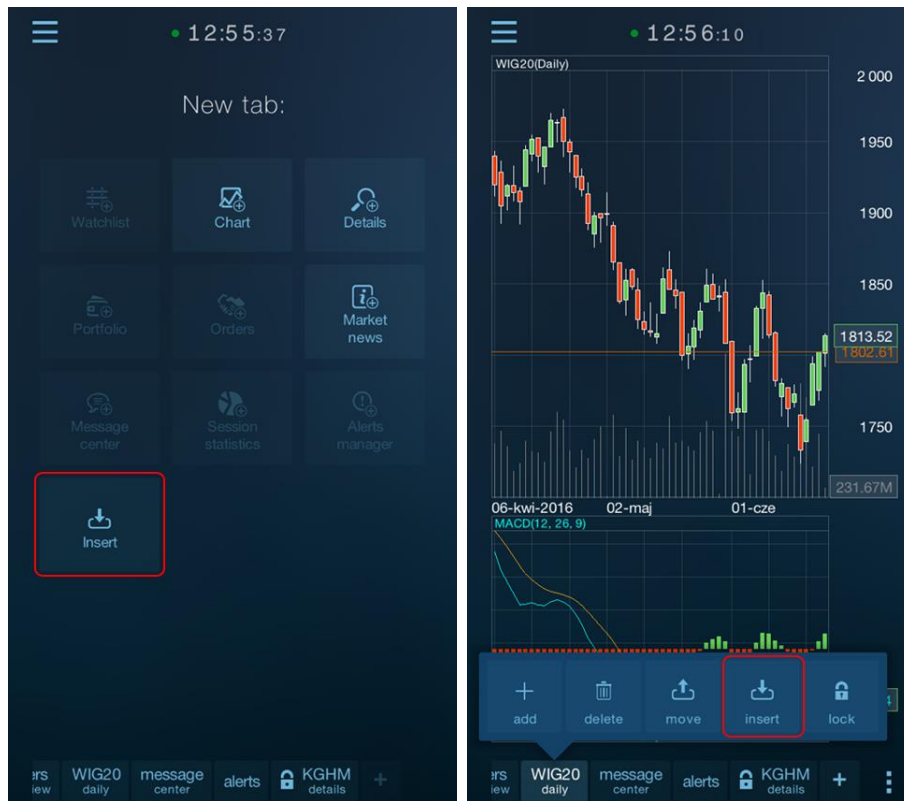 12:55:37
New tab:
Watchlist
Chart
Details
Portfolio
Orders
Market
news
Message
center
Session
statistics
Alerts
manager
Insert
ers
iew
WIG20
daily
message
center
alerts
KGHM
details
+
12:56:10
WIG20(Daily)
2 000
1950
1900
1850
1813.52
1802.61
1750
231.67M
06-kwi-2016
02-maj
01-cze
MACD(12, 26, 9)
4
+
add
delete
move
insert
lock
ers
iew
WIG20
daily
message
center
alerts
KGHM
details
+